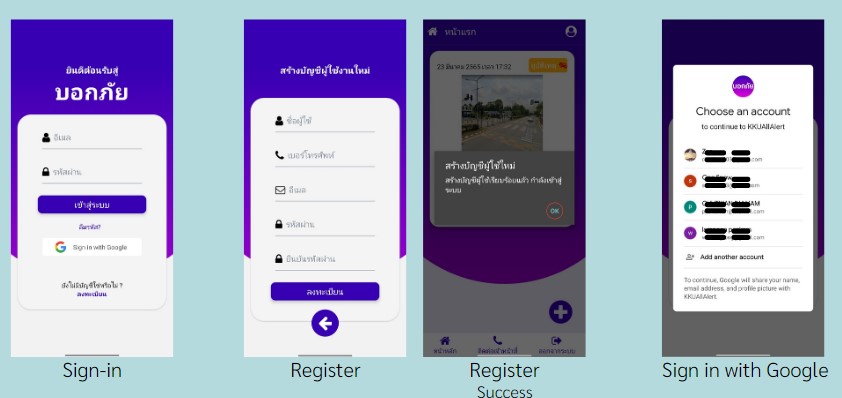 ยินดีต้อนรับสู่
บอกภัย
อีเมล
รหัสผ่าน
เข้าสู่ระบบ
ลืมรหัส?
Sign in with Google
ยังไม่มีบัญชีใช่หรือไม่ ?
ลงทะเบียน
Sign-in
สร้างบัญชีผู้ใช้งานใหม่
ชื่อผู้ใช้
เบอร์โทรศัพท์
อีเมล
รหัสผ่าน
ยืนยันรหัสผ่าน
ลงทะเบียน
Register
หน้าแรก
23 ธันวาคม 2565 เวลา 17:32
สร้างบัญชีผู้ใช้ใหม่
สร้างบัญชีผู้ใช้เรียบร้อยแล้ว กำลังเข้าสู่
ระบบ
OK
หน้าหลัก
ติดต่อเจ้าหน้าที่
ออกจากระบบ
Register
Success
บอกภัย
Choose an account
to continue to KKUAllAlert
Add another account
To continue, Google will share your name,
email address, and profile picture with
KKUAllAlert.
Sign in with Google